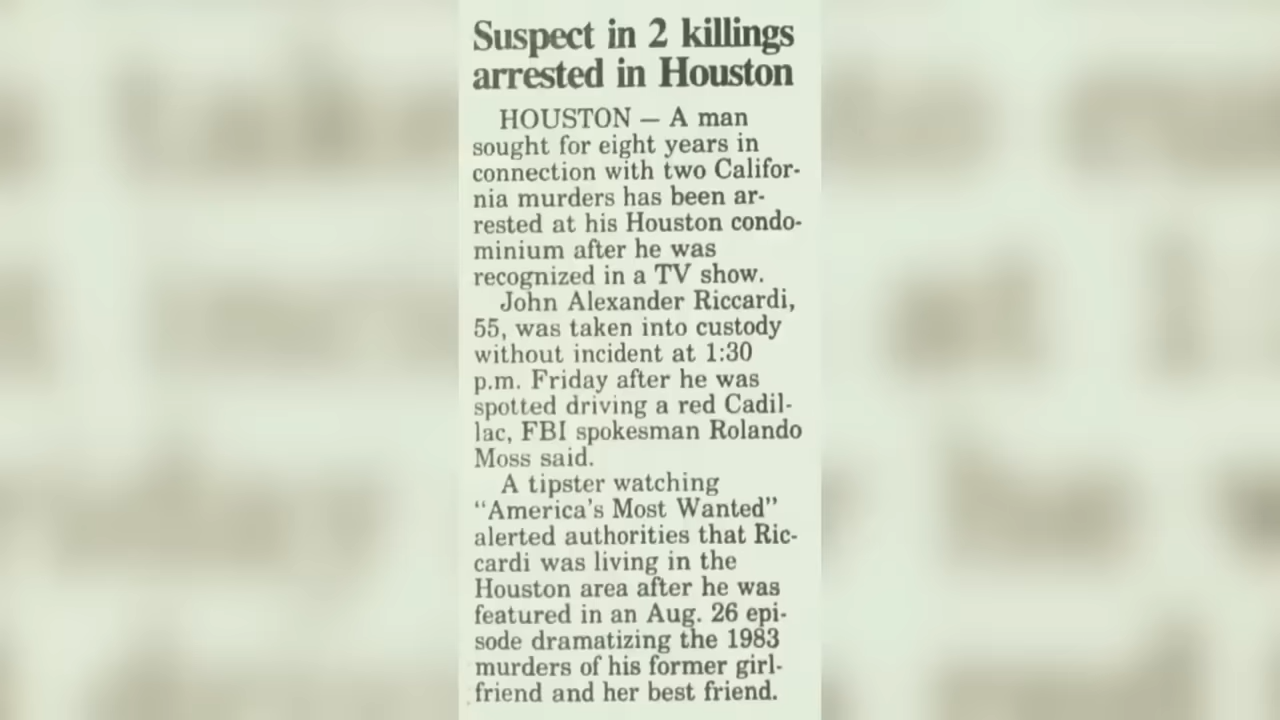 Suspect in 2 killings
arrested in Houston
HOUSTON — A man
sought for eight years in
connection with two Califor-
nia murders has been ar-
rested at his Houston condo-
minium after he was
recognized in a TV show.
John Alexander Riccardi,
55, was taken into custody
without incident at 1:30
p.m. Friday after he was
spotted driving a red Cadil-
lac, FBI spokesman Rolando
Moss said.
A tipster watching
“America’s Most Wanted”
alerted authorities that Ric-
cardi was living in the
Houston area after he was
featured in an Aug. 26 epi-
sode dramatizing the 1983
murders of his former girl-
friend and her best friend.